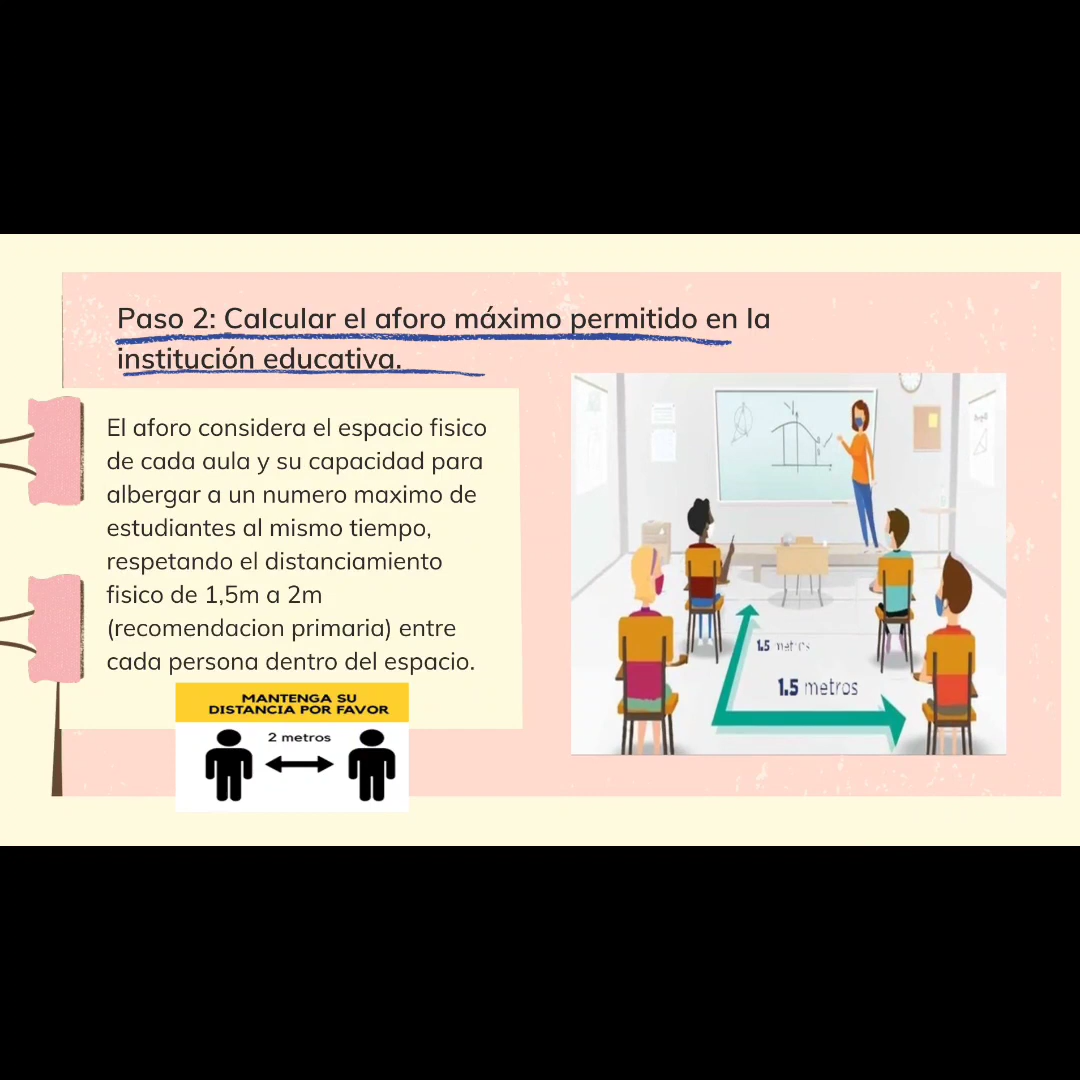 Paso 2: Calcular el aforo máximo permitido en la
institución educativa.
El aforo considera el espacio fisico
de cada aula y su capacidad para
albergar a un numero maximo de
estudiantes al mismo tiempo,
respetando el distanciamiento
fisico de 1,5m a 2m
(recomendacion primaria) entre
cada persona dentro del espacio.
MANTENGA SU
DISTANCIA POR FAVOR
2 metros
1.5 metros
1.5 metros